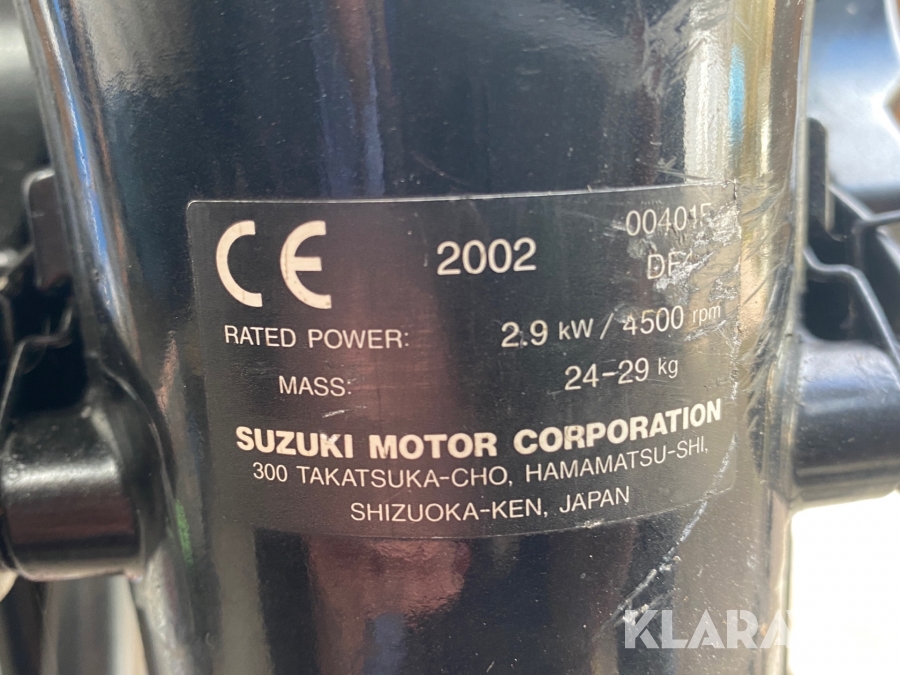 CE 2002 00401F
RATED POWER: 2.9 kW / 4500 rpm
MASS: 24-29 kg
SUZUKI MOTOR CORPORATION
300 TAKATSUKA-CHO, HAMAMATSU-SHI,
SHIZUOKA-KEN, JAPAN